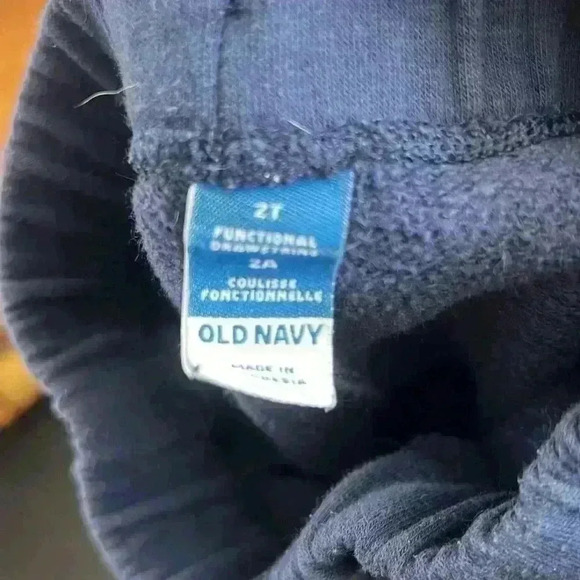 2T
FUNCTIONAL
DRAWSTRING
2A
COULISSE
FONCTIONNELLE
OLD NAVY
MADE IN